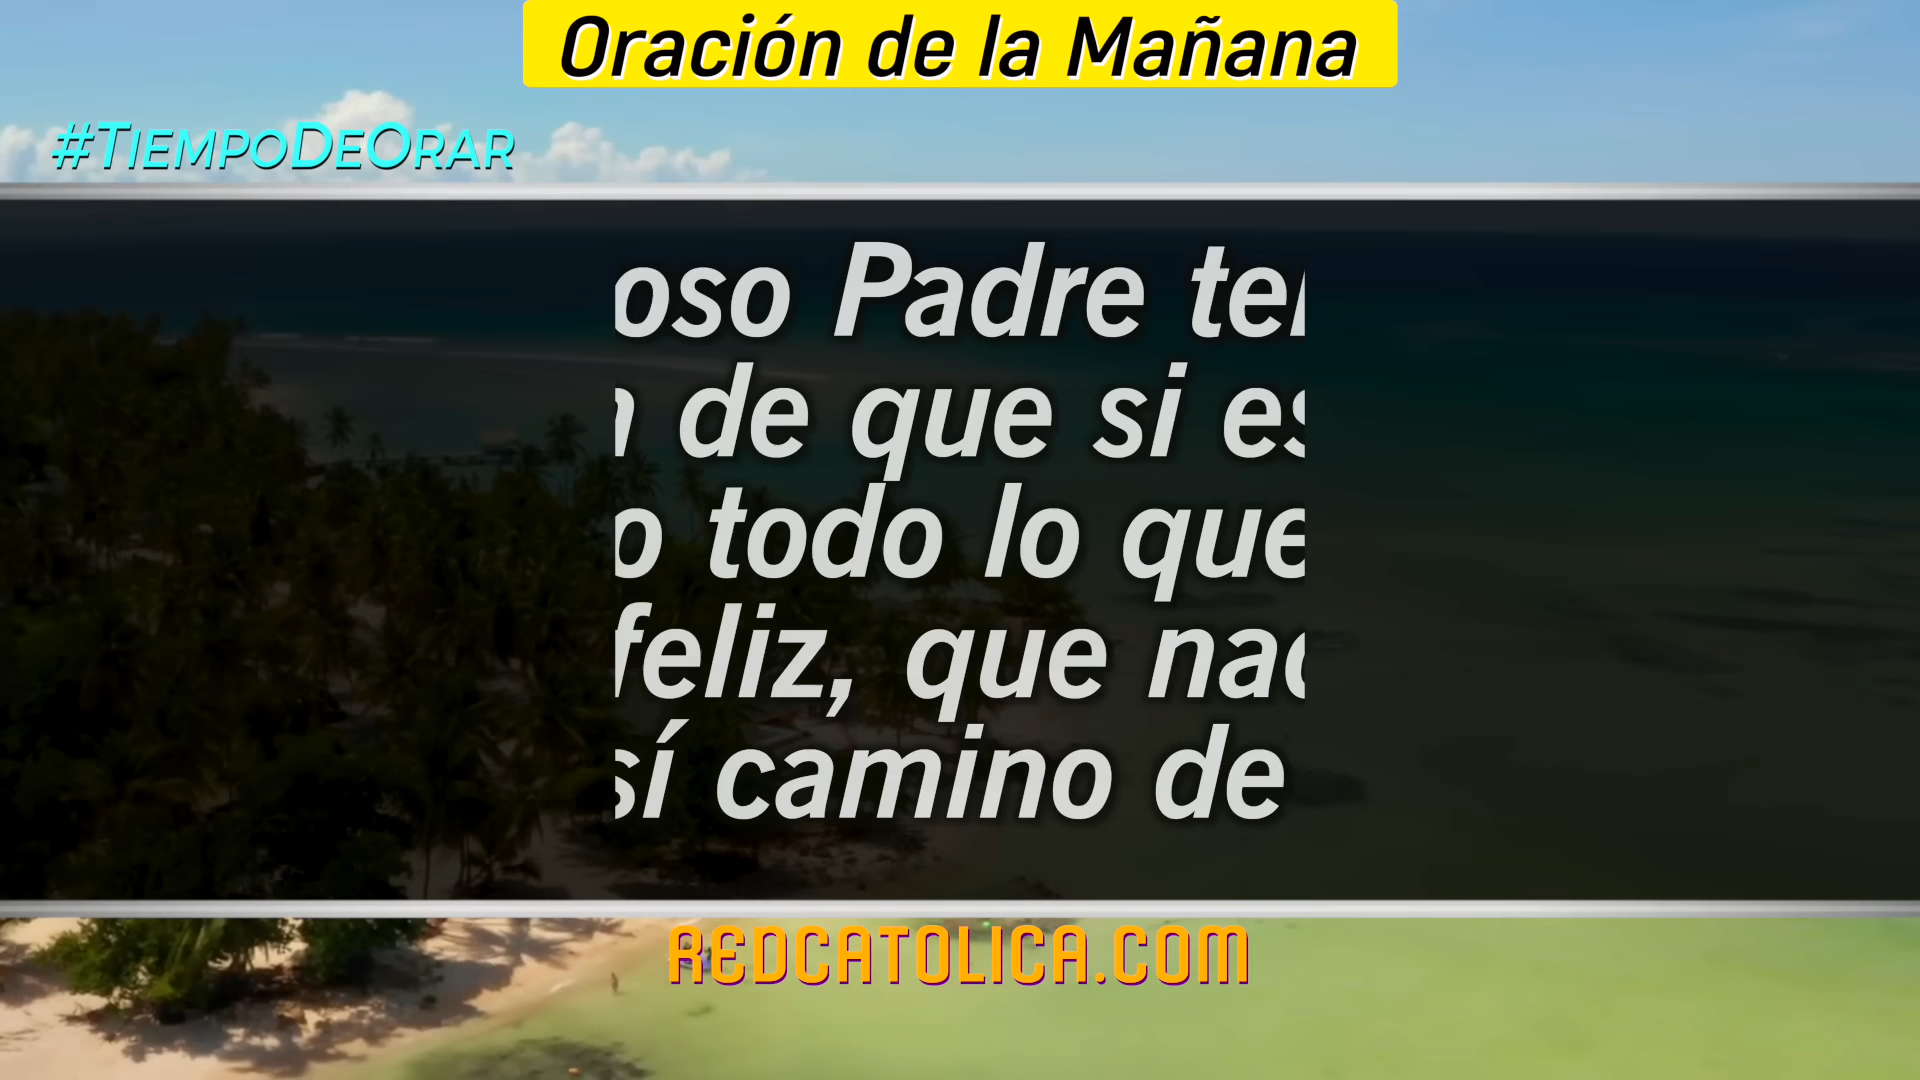 Oración de la Mañana
#TiempoDeOrar
oso Padre te
de que si es
o todo lo que
feliz, que na
sí camino de
REDCATOLICA.COM